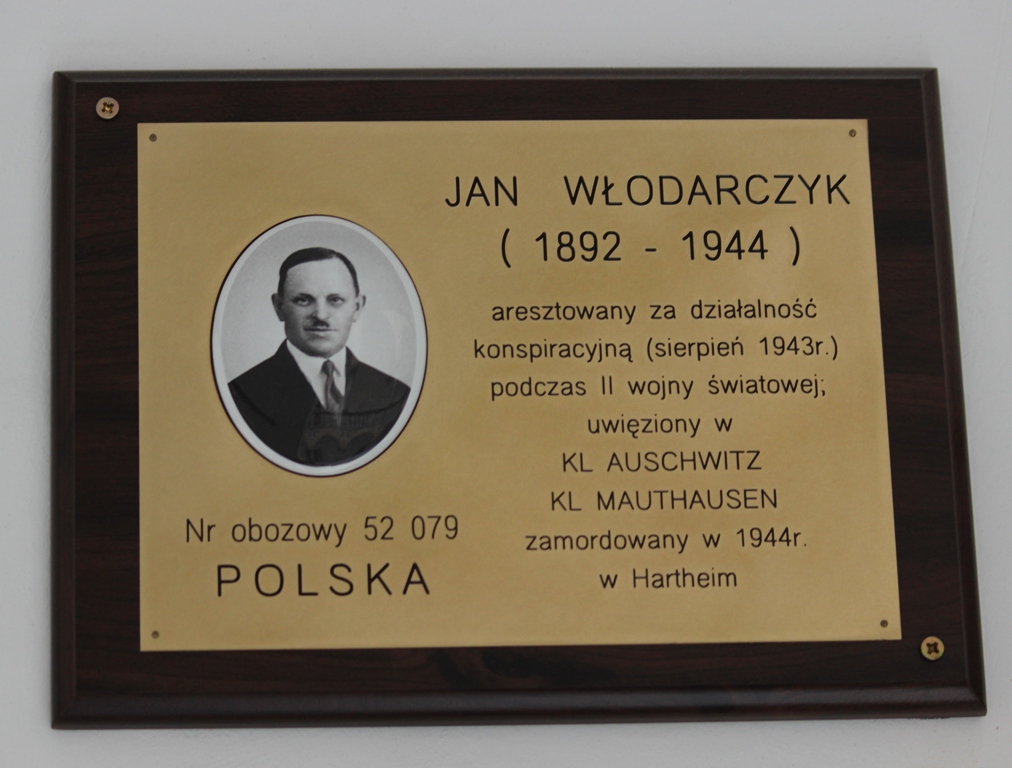 JAN WŁODARCZYK
( 1892 - 1944 )
aresztowany za działalność
konspiracyjną (sierpień 1943r.)
podczas II wojny światowej;
uwięziony w
KL AUSCHWITZ
KL MAUTHAUSEN
zamordowany w 1944r.
w Hartheim
Nr obozowy 52 079
POLSKA